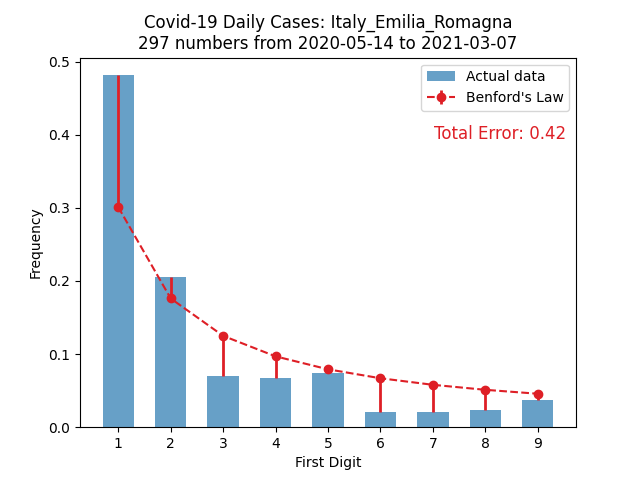 Covid-19 Daily Cases: Italy_Emilia_Romagna
297 numbers from 2020-05-14 to 2021-03-07
Actual data
Benford's Law
Total Error: 0.42
Frequency
0.5
0.4
0.3
0.2
0.1
0.0
1 2 3 4 5 6 7 8 9
First Digit